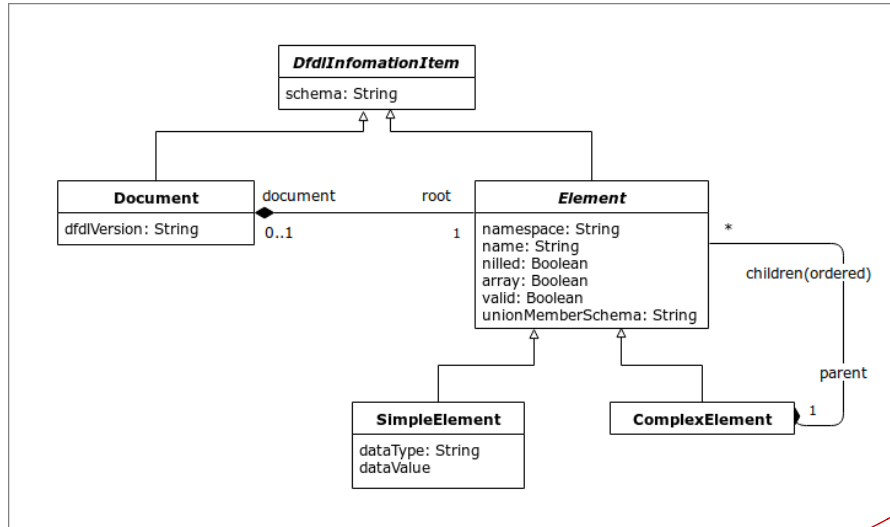 DfdlInfomationItem
schema: String
Document
dfdlVersion: String
document
root
0..1
1
Element
namespace: String
name: String
nilled: Boolean
array: Boolean
valid: Boolean
unionMemberSchema: String
*
children(ordered)
parent
1
SimpleElement
dataType: String
dataValue
ComplexElement